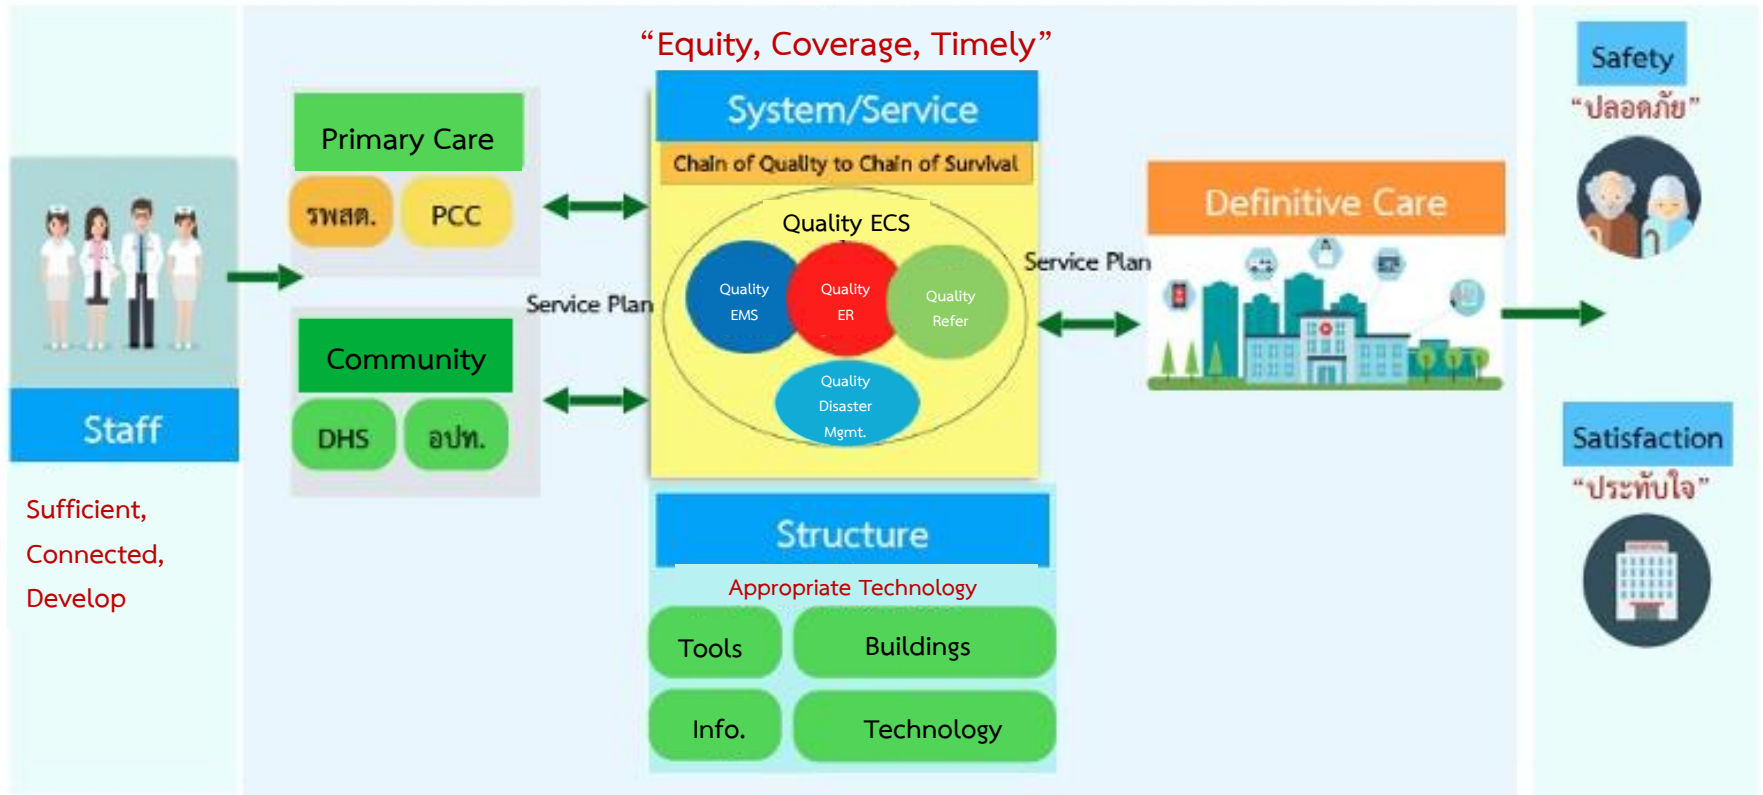 “Equity, Coverage, Timely”
Staff
Sufficient,
Connected,
Develop
Primary Care
รพสต.
PCC
Community
DHS
อปท.
Service Plan
System/Service
Chain of Quality to Chain of Survival
Quality ECS
Quality
EMS
Quality
ER
Quality
Refer
Quality
Disaster
Mgmt.
Structure
Appropriate Technology
Tools
Buildings
Info.
Technology
Service Plan
Definitive Care
Safety
“ปลอดภัย”
Satisfaction
“ประทับใจ”